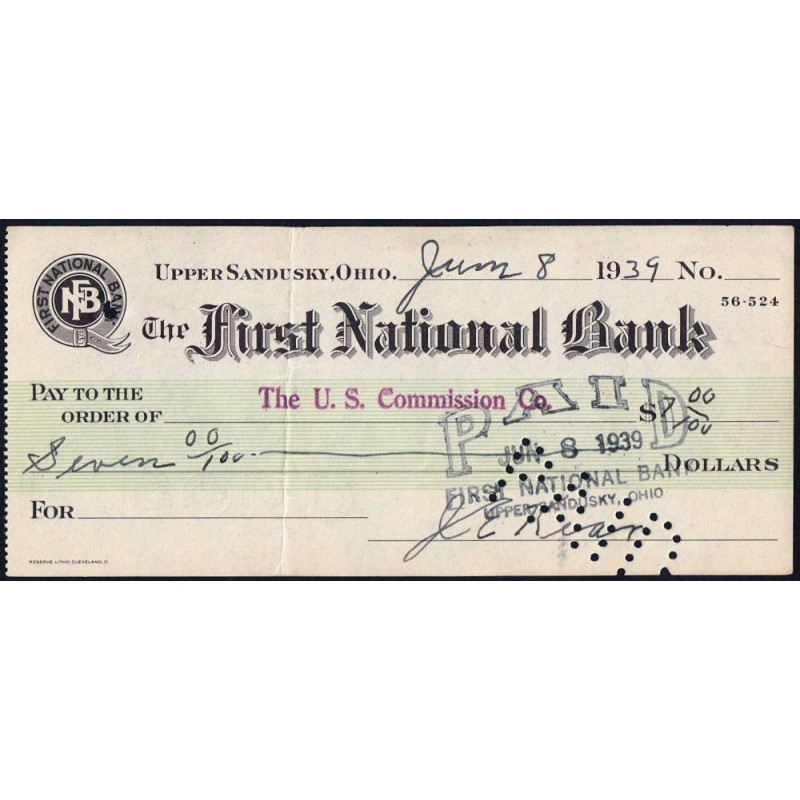 FIRST NATIONAL BANK
FNB
UPPER SANDUSKY, OHIO. June 8 1939 No.
56-524
The First National Bank
PAY TO THE
ORDER OF The U. S. Commission Co. $7 00/100
PAID
Seven 00/100 DOLLARS
JUN 8 1939
FIRST NATIONAL BANK
UPPER SANDUSKY, OHIO
FOR
J E
RESERVE LITHO. CLEVELAND, O.